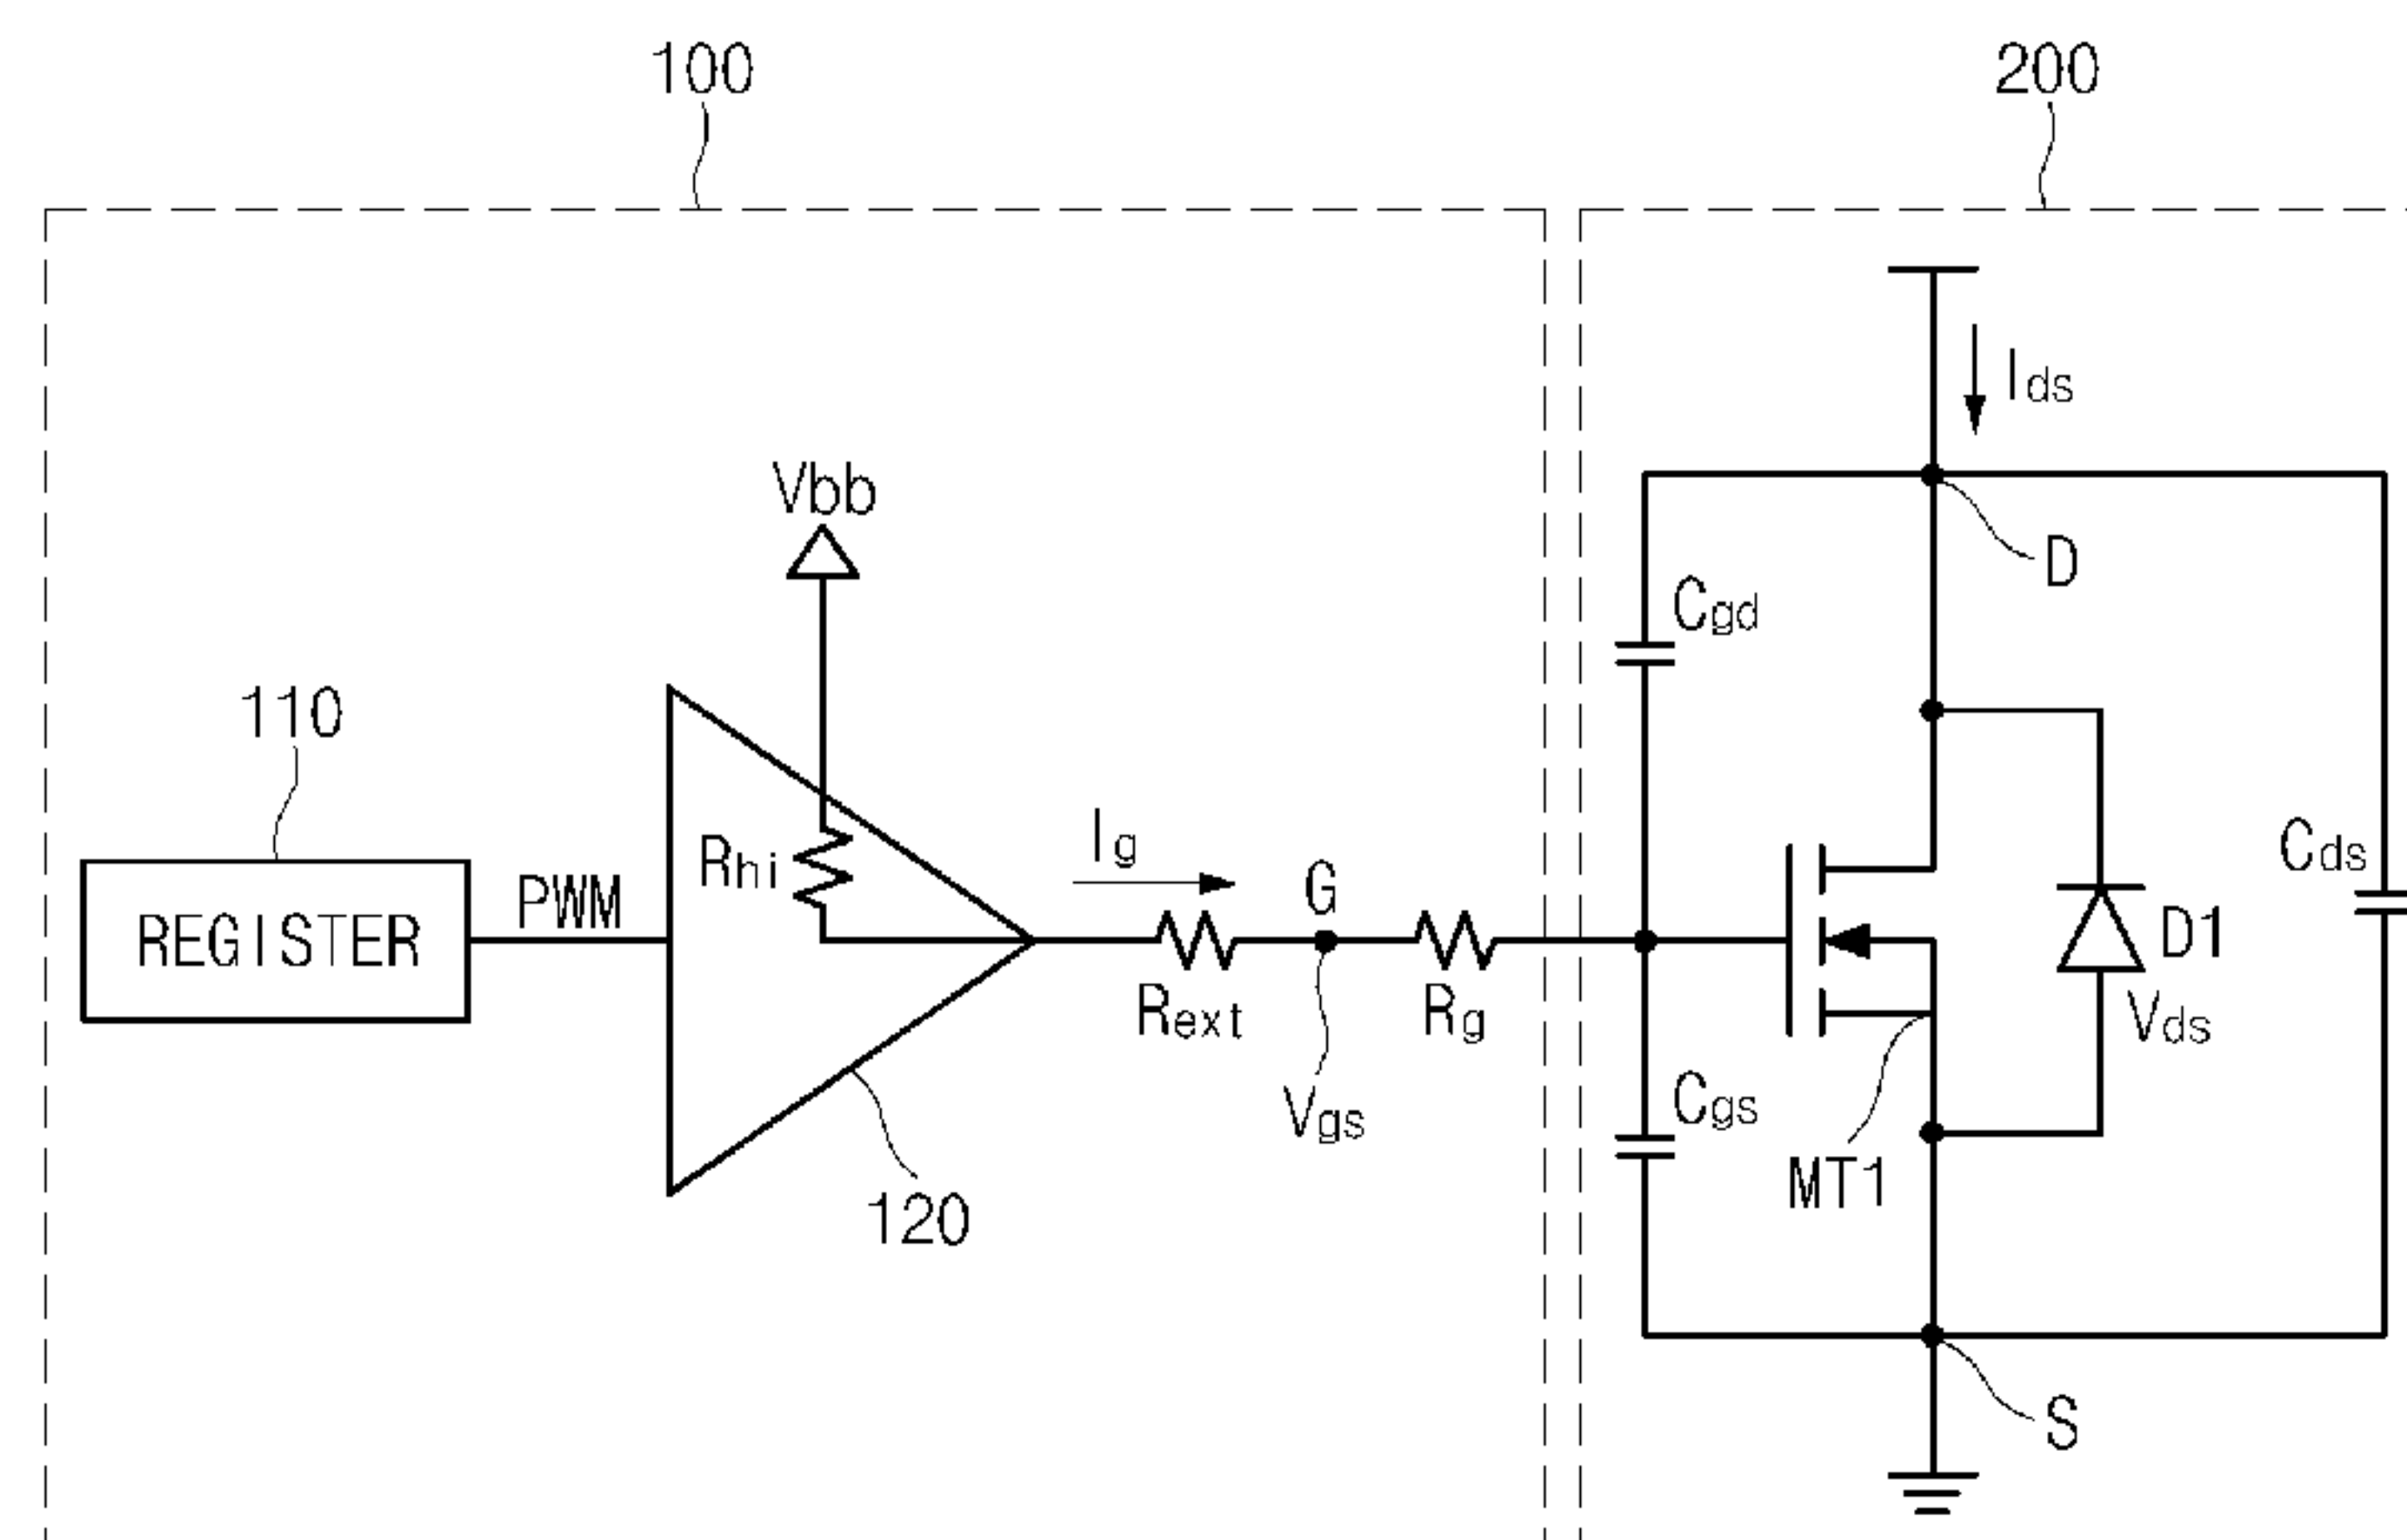 100
200
Ids
Vbb
D
Cgd
110
Rhi
Ig
G
Cds
REGISTER
PWM
D1
Rext
Rg
Vds
Vgs
Cgs
MT1
120
S